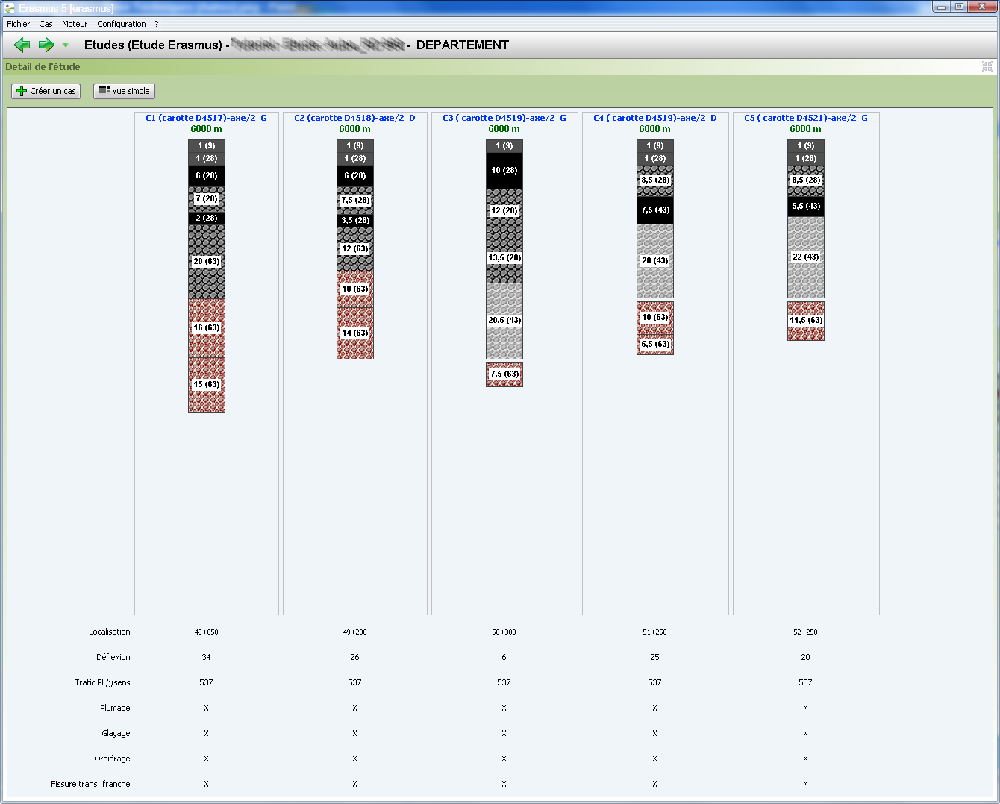 Erasmus 5 [erasmus]
Fichier Cas Moteur Configuration ?
Etudes (Etude Erasmus) - - DEPARTEMENT
Detail de l'étude
Créer un cas Vue simple
C1 (carotte D4517)-axe/2_G C2 (carotte D4518)-axe/2_D C3 ( carotte D4519)-axe/2_G C4 ( carotte D4519)-axe/2_D C5 ( carotte D4521)-axe/2_G
6000 m 6000 m 6000 m 6000 m 6000 m
1 (9)
1 (28)
6 (28)
7 (28)
2 (28)
20 (63)
16 (63)
15 (63)
1 (9)
1 (28)
6 (28)
7,5 (28)
3,5 (28)
12 (63)
10 (63)
14 (63)
1 (9)
10 (28)
12 (28)
13,5 (28)
20,5 (43)
7,5 (63)
1 (9)
1 (28)
8,5 (28)
7,5 (43)
20 (43)
10 (63)
5,5 (63)
1 (9)
1 (28)
8,5 (28)
5,5 (43)
22 (43)
11,5 (63)
Localisation 48+850 49+200 50+300 51+250 52+250
Déflexion 34 26 6 25 20
Trafic PL/j/sens 537 537 537 537 537
Plumage X X X X X
Glaçage X X X X X
Orniérage X X X X X
Fissure trans. franche X X X X X